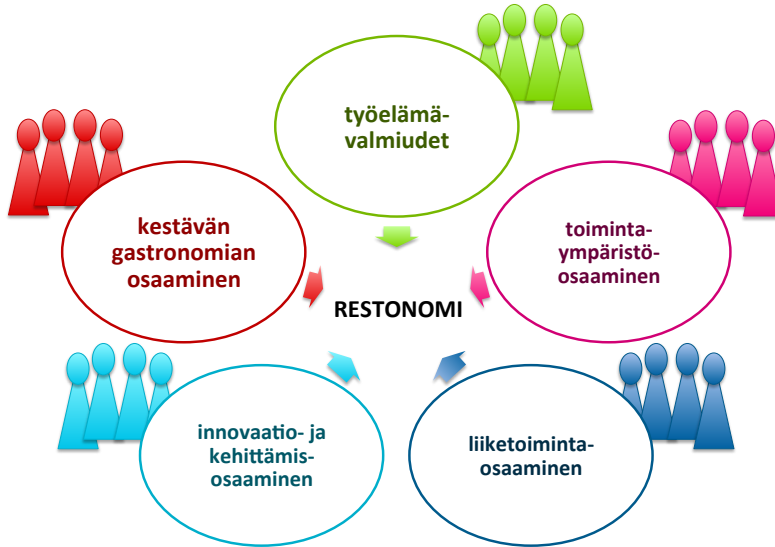 työelämä-
valmiudet
kestävän
gastronomian
osaaminen
toiminta-
ympäristö-
osaaminen
RESTONOMI
innovaatio- ja
kehittämis-
osaaminen
liiketoiminta-
osaaminen